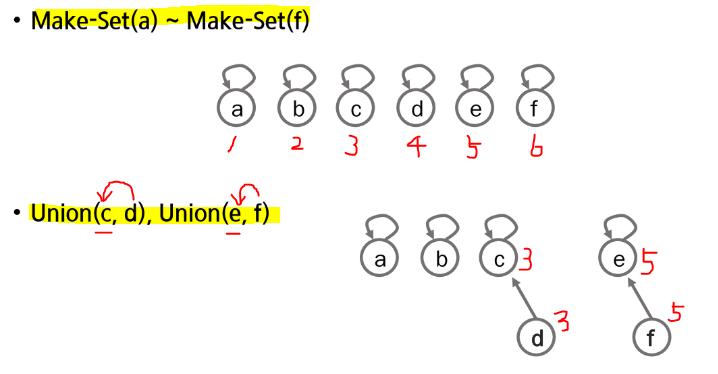 • Make-Set(a) ~ Make-Set(f)
a b c d e f
1 2 3 4 5 6
• Union(c, d), Union(e, f)
a b c 3 e 5
d 3 f 5